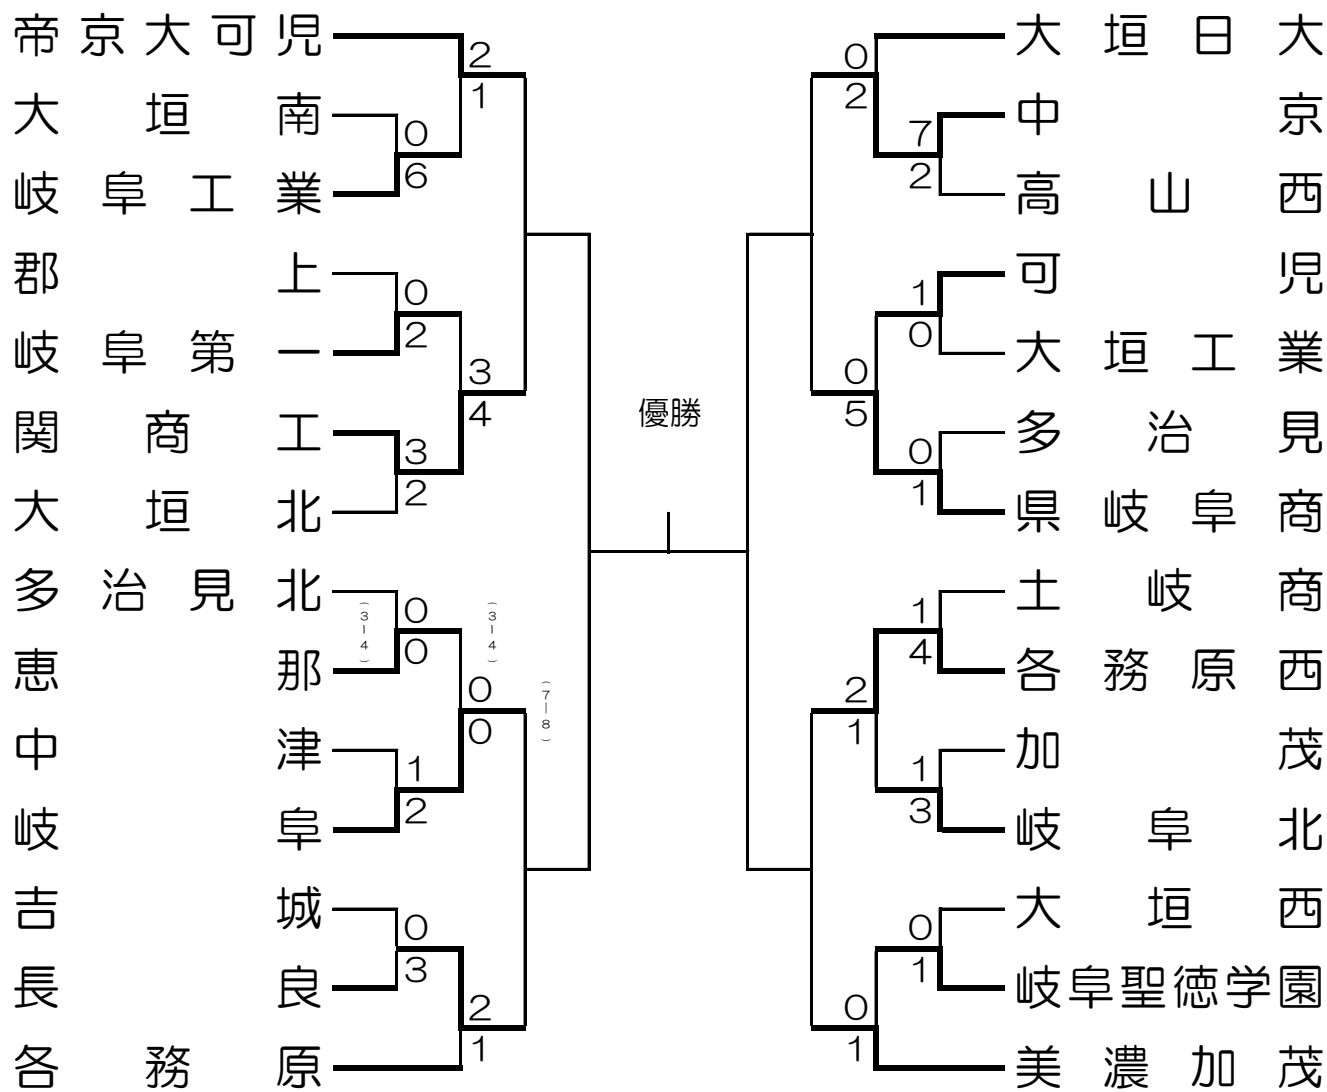 帝京大可児
大垣南
岐阜工業
郡上
岐阜第一
関商工
大垣北
多治見北
恵那
中津
岐阜
吉城
長良
各務原
2
1
0
6
0
2
3
4
3
2
0
0
(3-4)
(3-4)
0
0
(7-8)
1
2
0
3
2
1
優勝
0
2
7
2
1
0
0
5
0
1
1
4
2
1
1
3
0
1
0
1
大垣日大
中京
高山西
可児
大垣工業
多治見
県岐阜商
土岐商
各務原西
加茂
岐阜北
大垣西
岐阜聖徳学園
美濃加茂